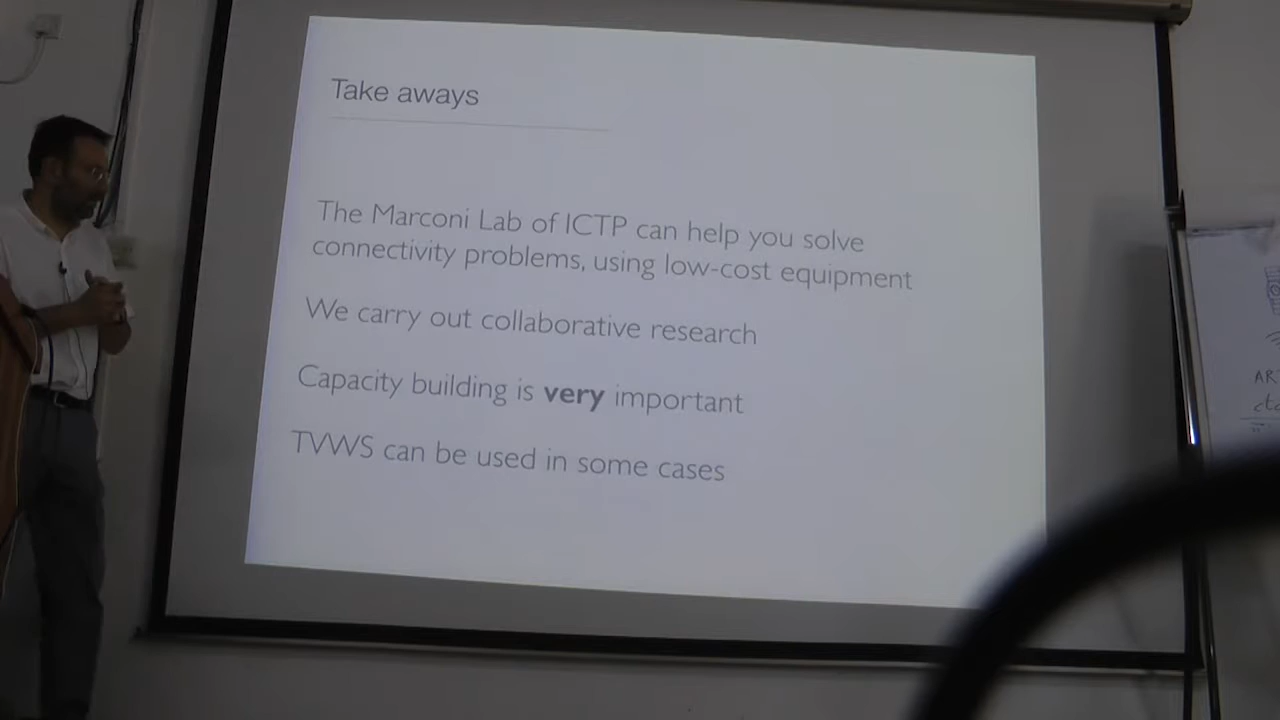 Take aways
The Marconi Lab of ICTP can help you solve
connectivity problems, using low-cost equipment
We carry out collaborative research
Capacity building is very important
TVWS can be used in some cases
AR